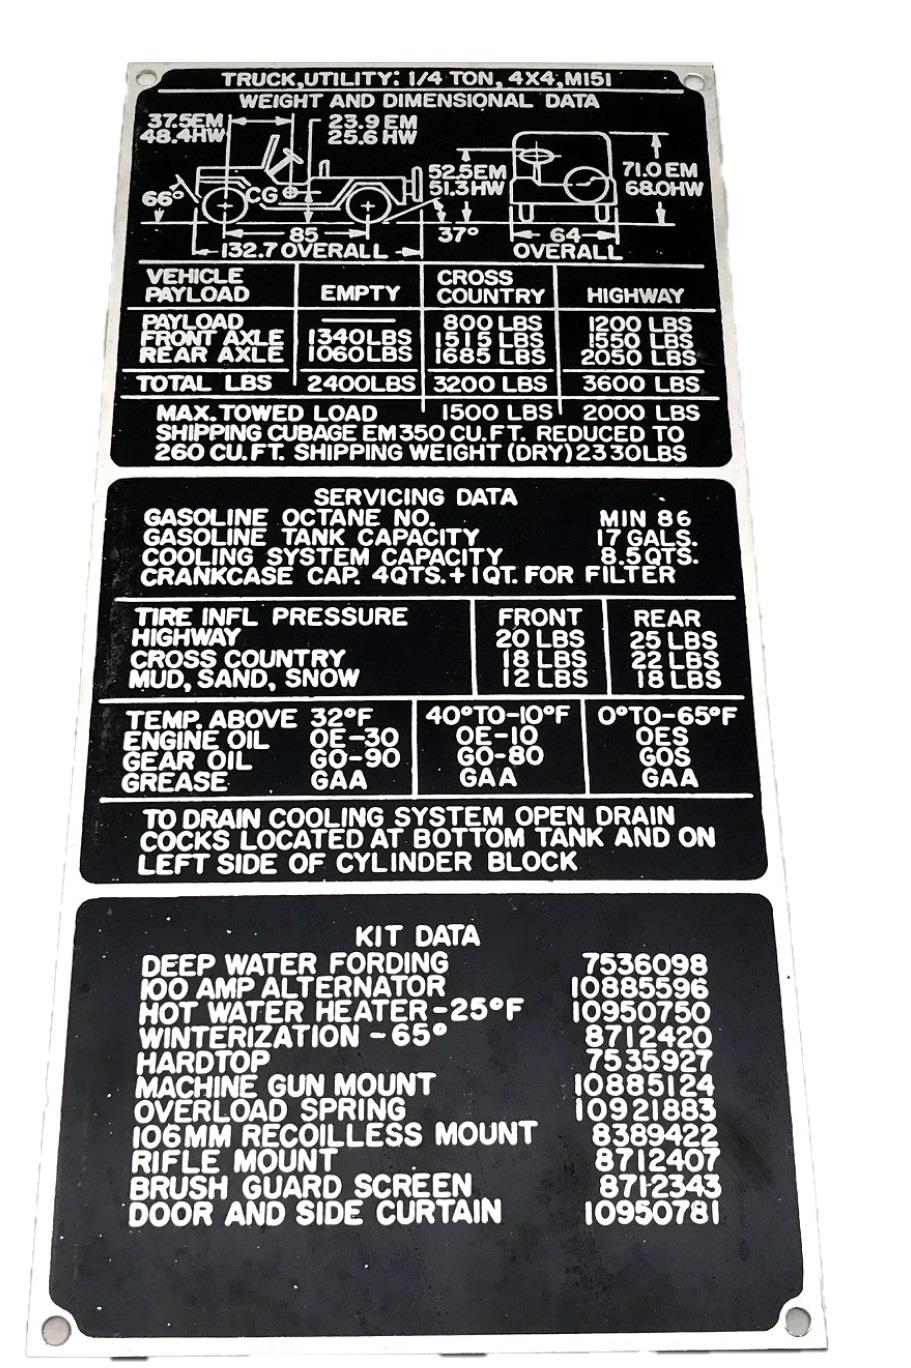 TRUCK,UTILITY: 1/4 TON, 4X4,M151
WEIGHT AND DIMENSIONAL DATA
37.5EM 23.9 EM
48.4HW 25.6 HW
52.5EM 71.0 EM
51.3HW 68.0HW
66° CG
85 37° 64
132.7 OVERALL OVERALL
VEHICLE CROSS
PAYLOAD EMPTY COUNTRY HIGHWAY
PAYLOAD 800 LBS 1200 LBS
FRONT AXLE 1340LBS 1515 LBS 1550 LBS
REAR AXLE 1060LBS 1685 LBS 2050 LBS
TOTAL LBS 2400LBS 3200 LBS 3600 LBS
MAX. TOWED LOAD 1500 LBS 2000 LBS
SHIPPING CUBAGE EM 350 CU. FT. REDUCED TO
260 CU. FT. SHIPPING WEIGHT (DRY) 2330LBS
SERVICING DATA
GASOLINE OCTANE NO. MIN 86
GASOLINE TANK CAPACITY 17 GALS.
COOLING SYSTEM CAPACITY 8.5QTS.
CRANKCASE CAP. 4QTS.+1QT. FOR FILTER
TIRE INFL PRESSURE FRONT REAR
HIGHWAY 20 LBS 25 LBS
CROSS COUNTRY 18 LBS 22 LBS
MUD, SAND, SNOW 12 LBS 18 LBS
TEMP. ABOVE 32°F 40°TO-10°F 0°TO-65°F
ENGINE OIL OE-30 OE-10 OES
GEAR OIL GO-90 GO-80 GOS
GREASE GAA GAA GAA
TO DRAIN COOLING SYSTEM OPEN DRAIN
COCKS LOCATED AT BOTTOM TANK AND ON
LEFT SIDE OF CYLINDER BLOCK
KIT DATA
DEEP WATER FORDING 7536098
100 AMP ALTERNATOR 10885596
HOT WATER HEATER-25°F 10950750
WINTERIZATION -65° 8712420
HARDTOP 7535927
MACHINE GUN MOUNT 10885124
OVERLOAD SPRING 10921883
106MM RECOILLESS MOUNT 8389422
RIFLE MOUNT 8712407
BRUSH GUARD SCREEN 8712343
DOOR AND SIDE CURTAIN 10950781